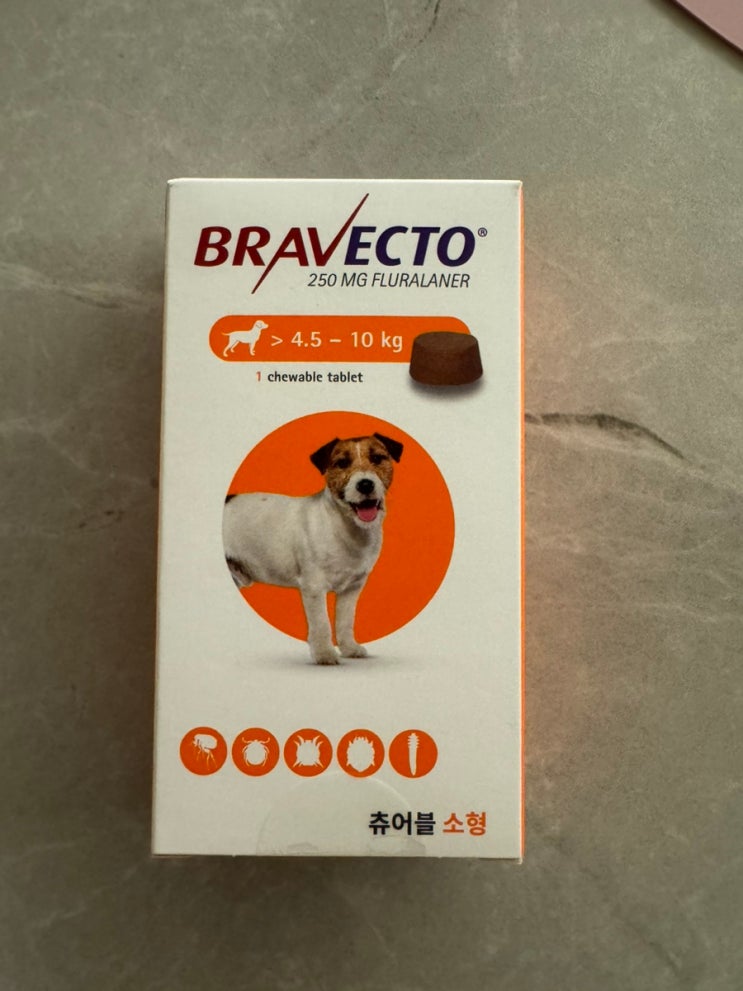 BRAVECTO®
250 MG FLURALANER
> 4.5 – 10 kg
1 chewable tablet
츄어블 소형